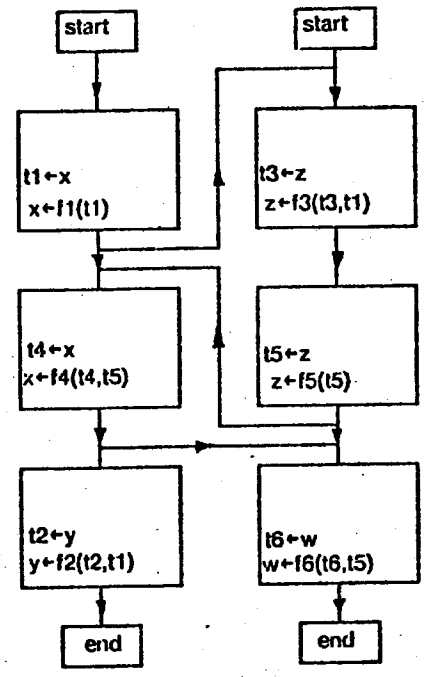 start
t1←x
x←f1(t1)
t4←x
x←f4(t4,t5)
t2←y
y←f2(t2,t1)
end
start
t3←z
z←f3(t3,t1)
t5←z
z←f5(t5)
t6←w
w←f6(t6,t5)
end